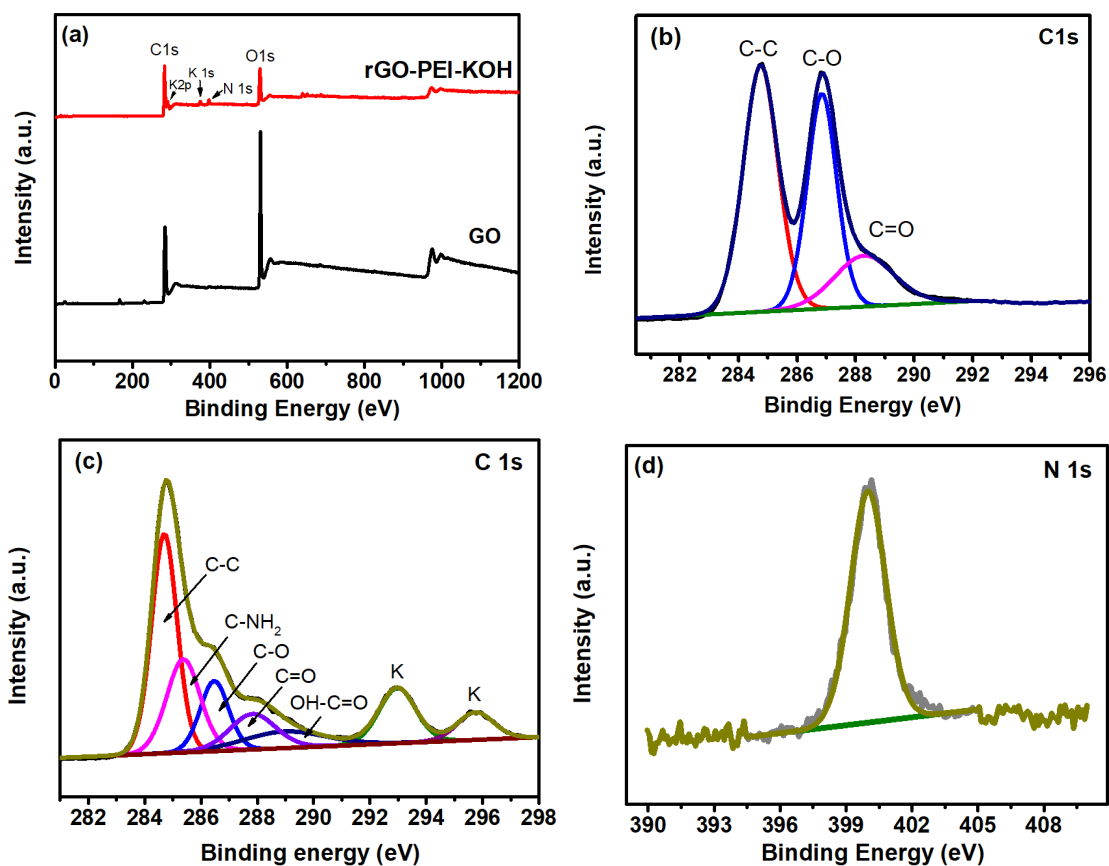 (a)
C1s
O1s
rGO-PEI-KOH
K 1s
K2p
N 1s
GO
Intensity (a.u.)
0 200 400 600 800 1000 1200
Binding Energy (eV)
(b)
C1s
C-C
C-O
C=O
Intensity (a.u.)
282 284 286 288 290 292 294 296
Bindig Energy (eV)
(c)
C 1s
C-C
C-NH₂
C-O
C=O
OH-C=O
K
K
Intensity (a.u.)
282 284 286 288 290 292 294 296 298
Binding energy (eV)
(d)
N 1s
Intensity (a.u.)
390 393 396 399 402 405 408
Binding Energy (eV)